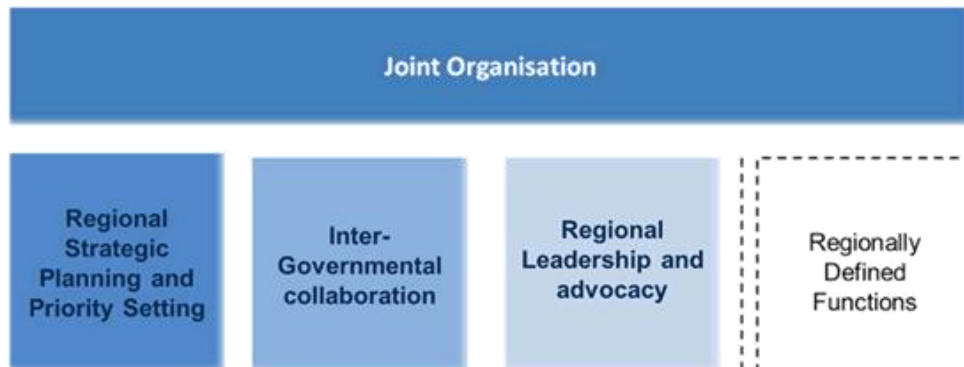 Joint Organisation
Regional
Strategic
Planning and
Priority Setting
Inter-
Governmental
collaboration
Regional
Leadership and
advocacy
Regionally
Defined
Functions